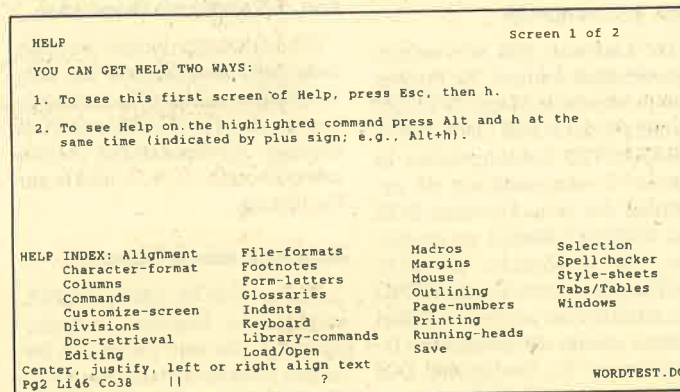 HELP Screen 1 of 2
YOU CAN GET HELP TWO WAYS:
1. To see this first screen of Help, press Esc, then h.
2. To see Help on the highlighted command press Alt and h at the
same time (indicated by plus sign; e.g., Alt+h).
HELP INDEX: Alignment File-formats Macros Selection
Character-format Footnotes Margins Spellchecker
Columns Form-letters Mouse Style-sheets
Commands Glossaries Outlining Tabs/Tables
Customize-screen Indents Page-numbers Windows
Divisions Keyboard Printing
Doc-retrieval Library-commands Running-heads
Editing Load/Open Save
Center, justify, left or right align text
Pg2 Li46 Co38 || ? WORDTEST.DO